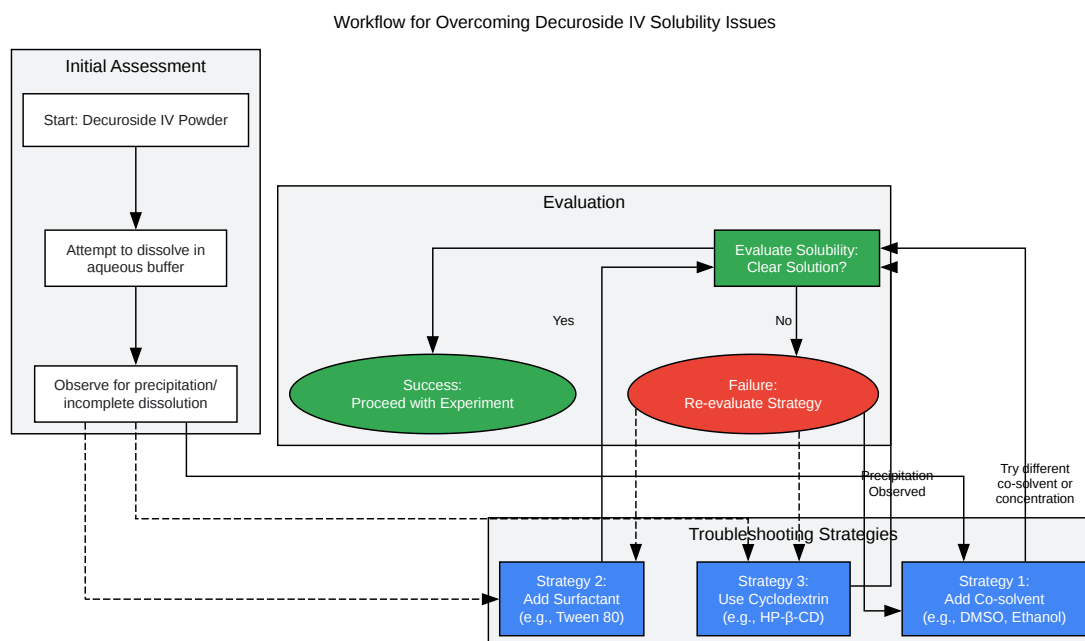 Workflow for Overcoming Decuroside IV Solubility Issues
Initial Assessment
Start: Decuroside IV Powder
Attempt to dissolve in
aqueous buffer
Observe for precipitation/
incomplete dissolution
Evaluation
Evaluate Solubility:
Clear Solution?
Yes
No
Success:
Proceed with Experiment
Failure:
Re-evaluate Strategy
Precipitation
Observed
Try different
co-solvent or
concentration
Troubleshooting Strategies
Strategy 2:
Add Surfactant
(e.g., Tween 80)
Strategy 3:
Use Cyclodextrin
(e.g., HP-β-CD)
Strategy 1:
Add Co-solvent
(e.g., DMSO, Ethanol)